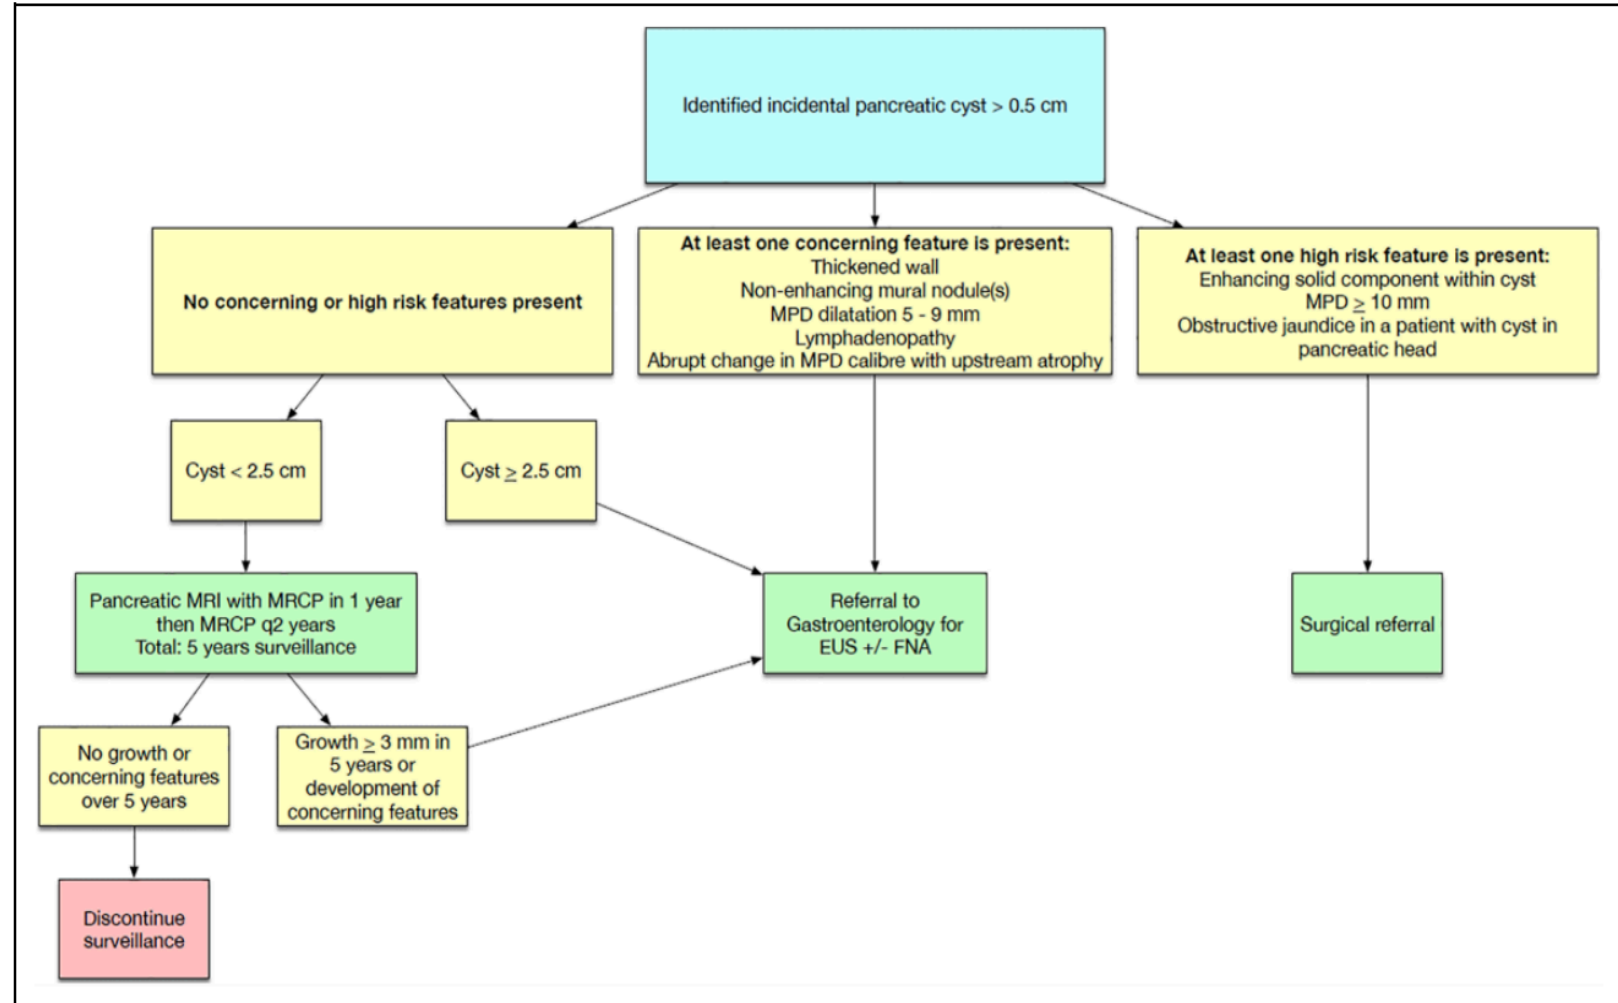 Identified incidental pancreatic cyst > 0.5 cm
No concerning or high risk features present
At least one concerning feature is present:
Thickened wall
Non-enhancing mural nodule(s)
MPD dilatation 5 - 9 mm
Lymphadenopathy
Abrupt change in MPD calibre with upstream atrophy
At least one high risk feature is present:
Enhancing solid component within cyst
MPD ≥ 10 mm
Obstructive jaundice in a patient with cyst in
pancreatic head
Cyst < 2.5 cm
Cyst ≥ 2.5 cm
Pancreatic MRI with MRCP in 1 year
then MRCP q2 years
Total: 5 years surveillance
Referral to
Gastroenterology for
EUS +/- FNA
Surgical referral
No growth or
concerning features
over 5 years
Growth ≥ 3 mm in
5 years or
development of
concerning features
Discontinue
surveillance